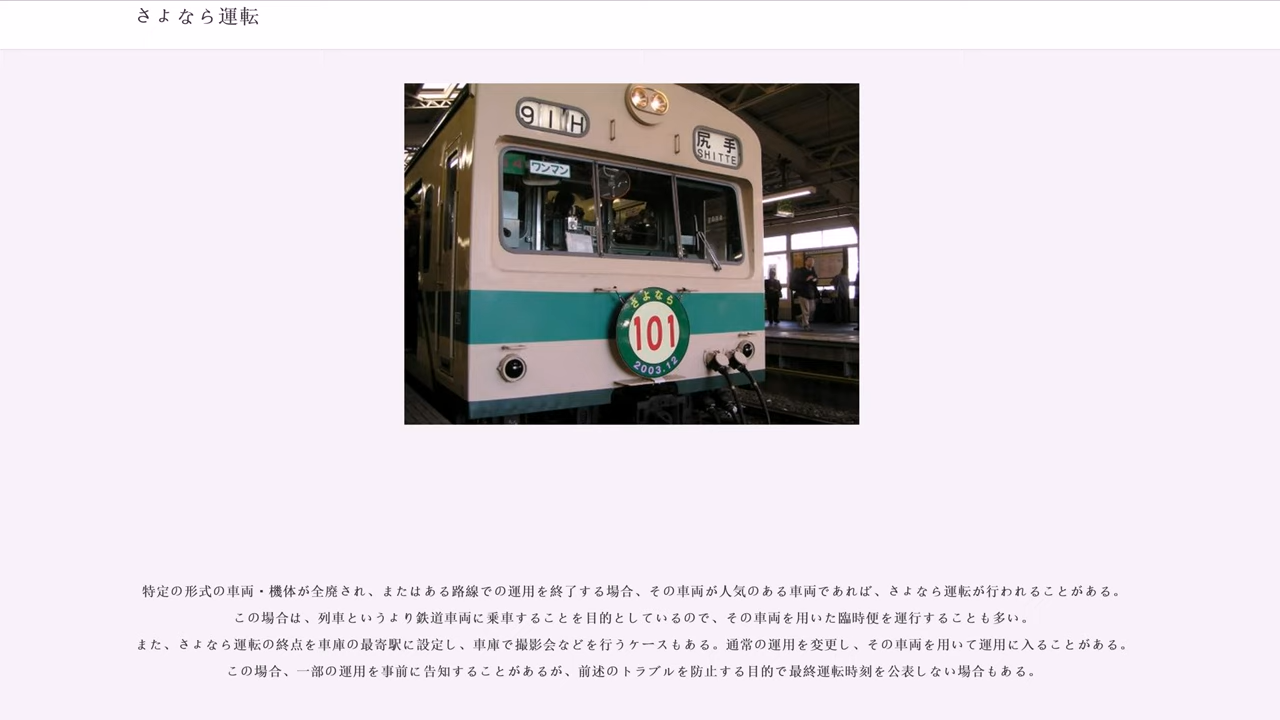 さよなら運転
91H
尻手
SHITTE
ワンマン
さよなら
101
2003.12
特定の形式の車両・機体が全廃され、またはある路線での運用を終了する場合、その車両が人気のある車両であれば、さよなら運転が行われることがある。
この場合は、列車というより鉄道車両に乗車することを目的としているので、その車両を用いた臨時便を運行することも多い。
また、さよなら運転の終点を車庫の最寄駅に設定し、車庫で撮影会などを行うケースもある。通常の運用を変更し、その車両を用いて運用に入ることがある。
この場合、一部の運用を事前に告知することがあるが、前述のトラブルを防止する目的で最終運転時刻を公表しない場合もある。